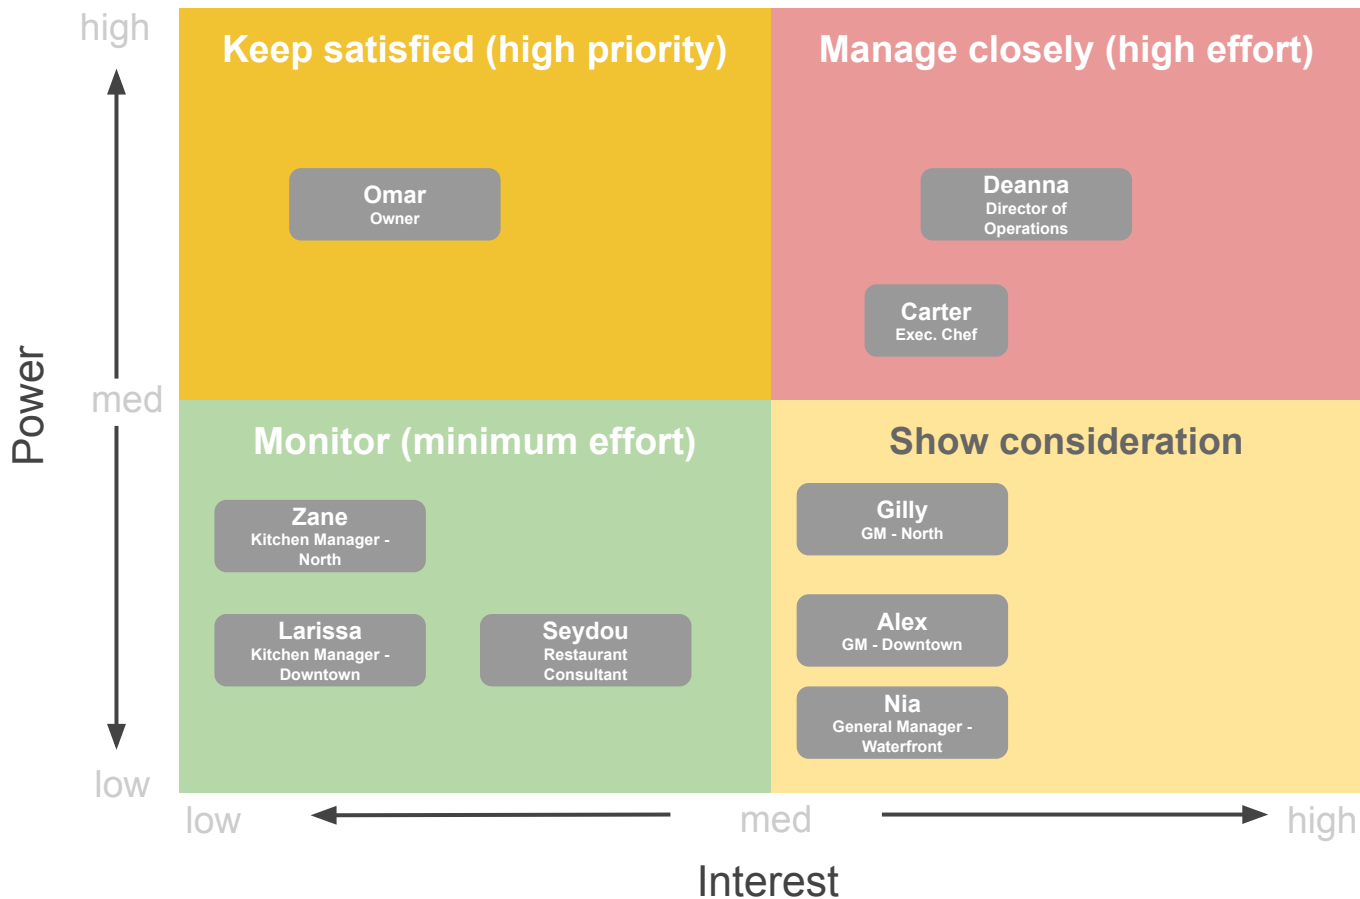 high
Keep satisfied (high priority)
Manage closely (high effort)
Omar
Owner
Deanna
Director of
Operations
Carter
Exec. Chef
Power
med
Monitor (minimum effort)
Show consideration
Zane
Kitchen Manager -
North
Gilly
GM - North
Larissa
Kitchen Manager -
Downtown
Seydou
Restaurant
Consultant
Alex
GM - Downtown
Nia
General Manager -
Waterfront
low
low
med
high
Interest